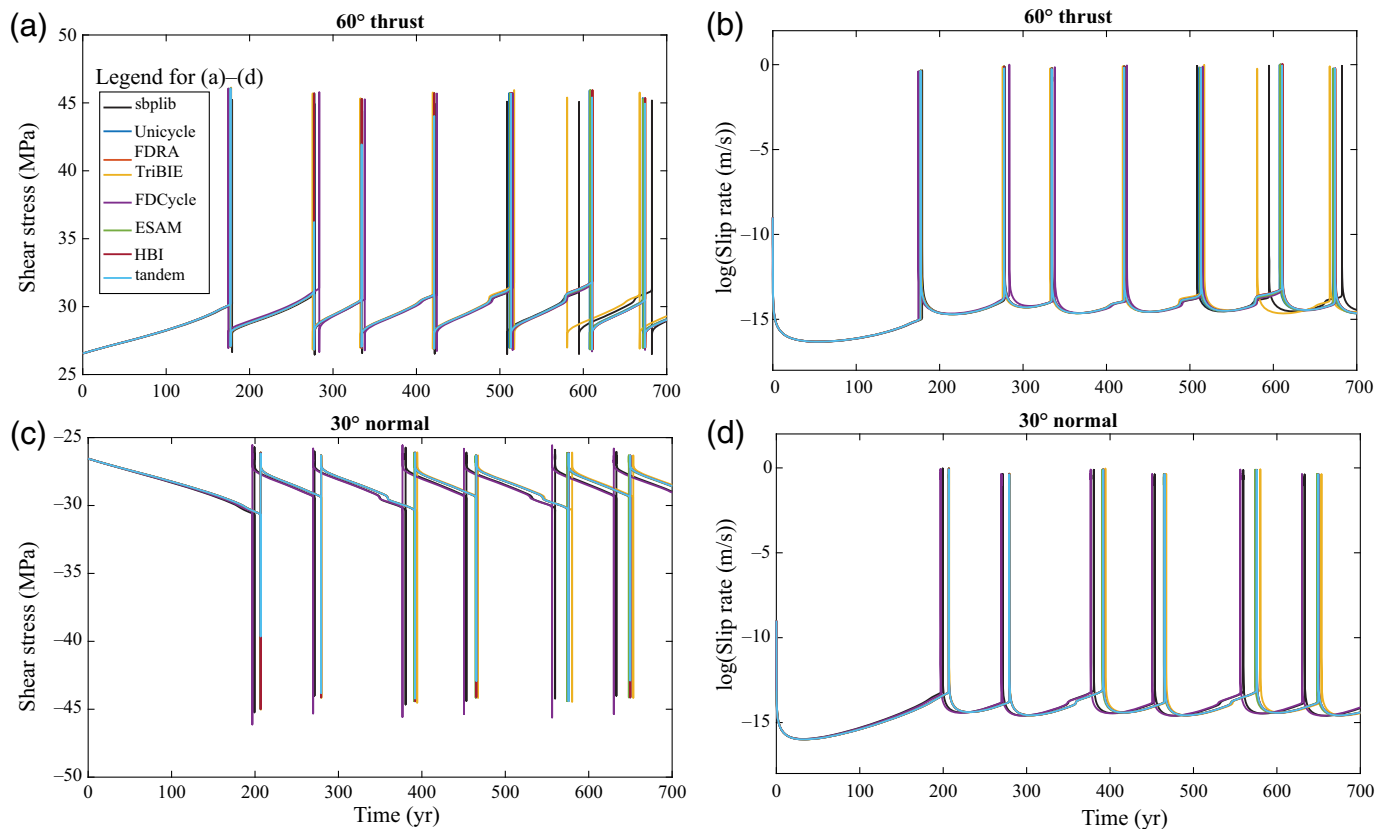 (a)
60° thrust
50
45
40
35
30
25
Shear stress (MPa)
Legend for (a)–(d)
sbplib
Unicycle
FDRA
TriBIE
FDCycle
ESAM
HBI
tandem
0 100 200 300 400 500 600 700
(b)
60° thrust
0
−5
−10
−15
log(Slip rate (m/s))
0 100 200 300 400 500 600 700
(c)
30° normal
−25
−30
−35
−40
−45
−50
Shear stress (MPa)
0 100 200 300 400 500 600 700
Time (yr)
(d)
30° normal
0
−5
−10
−15
log(Slip rate (m/s))
0 100 200 300 400 500 600 700
Time (yr)